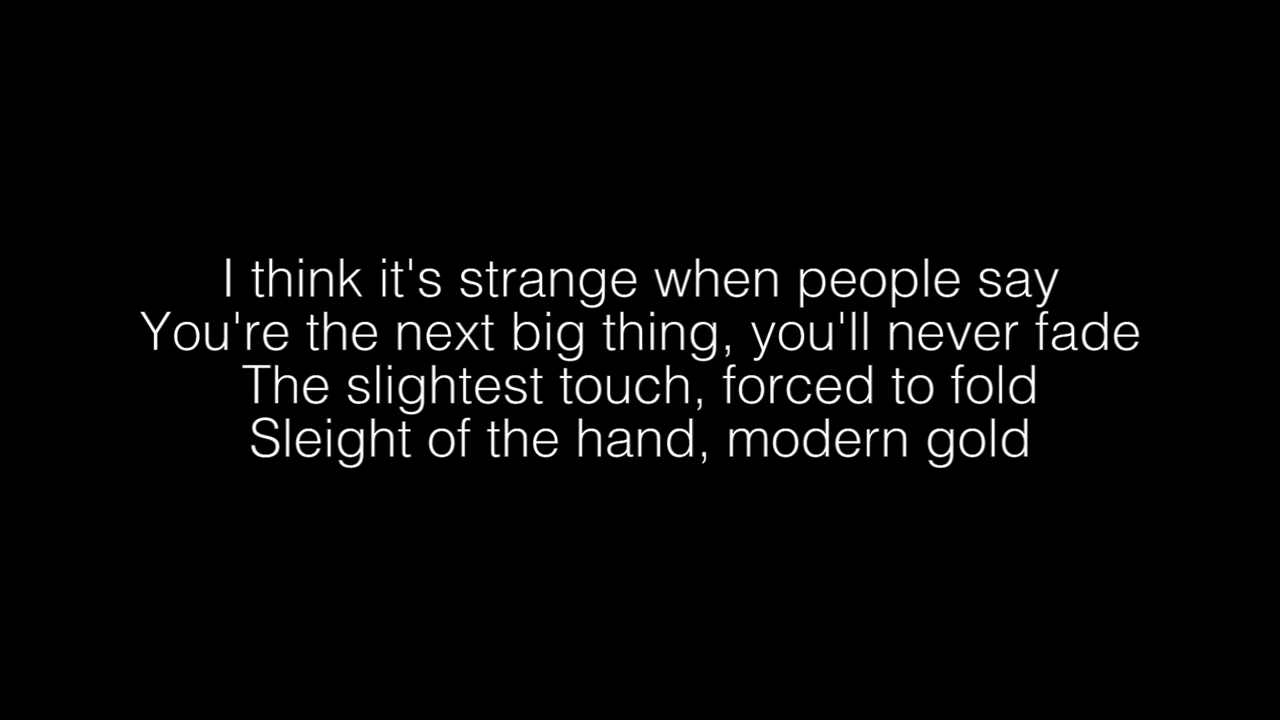 I think it's strange when people say
You're the next big thing, you'll never fade
The slightest touch, forced to fold
Sleight of the hand, modern gold